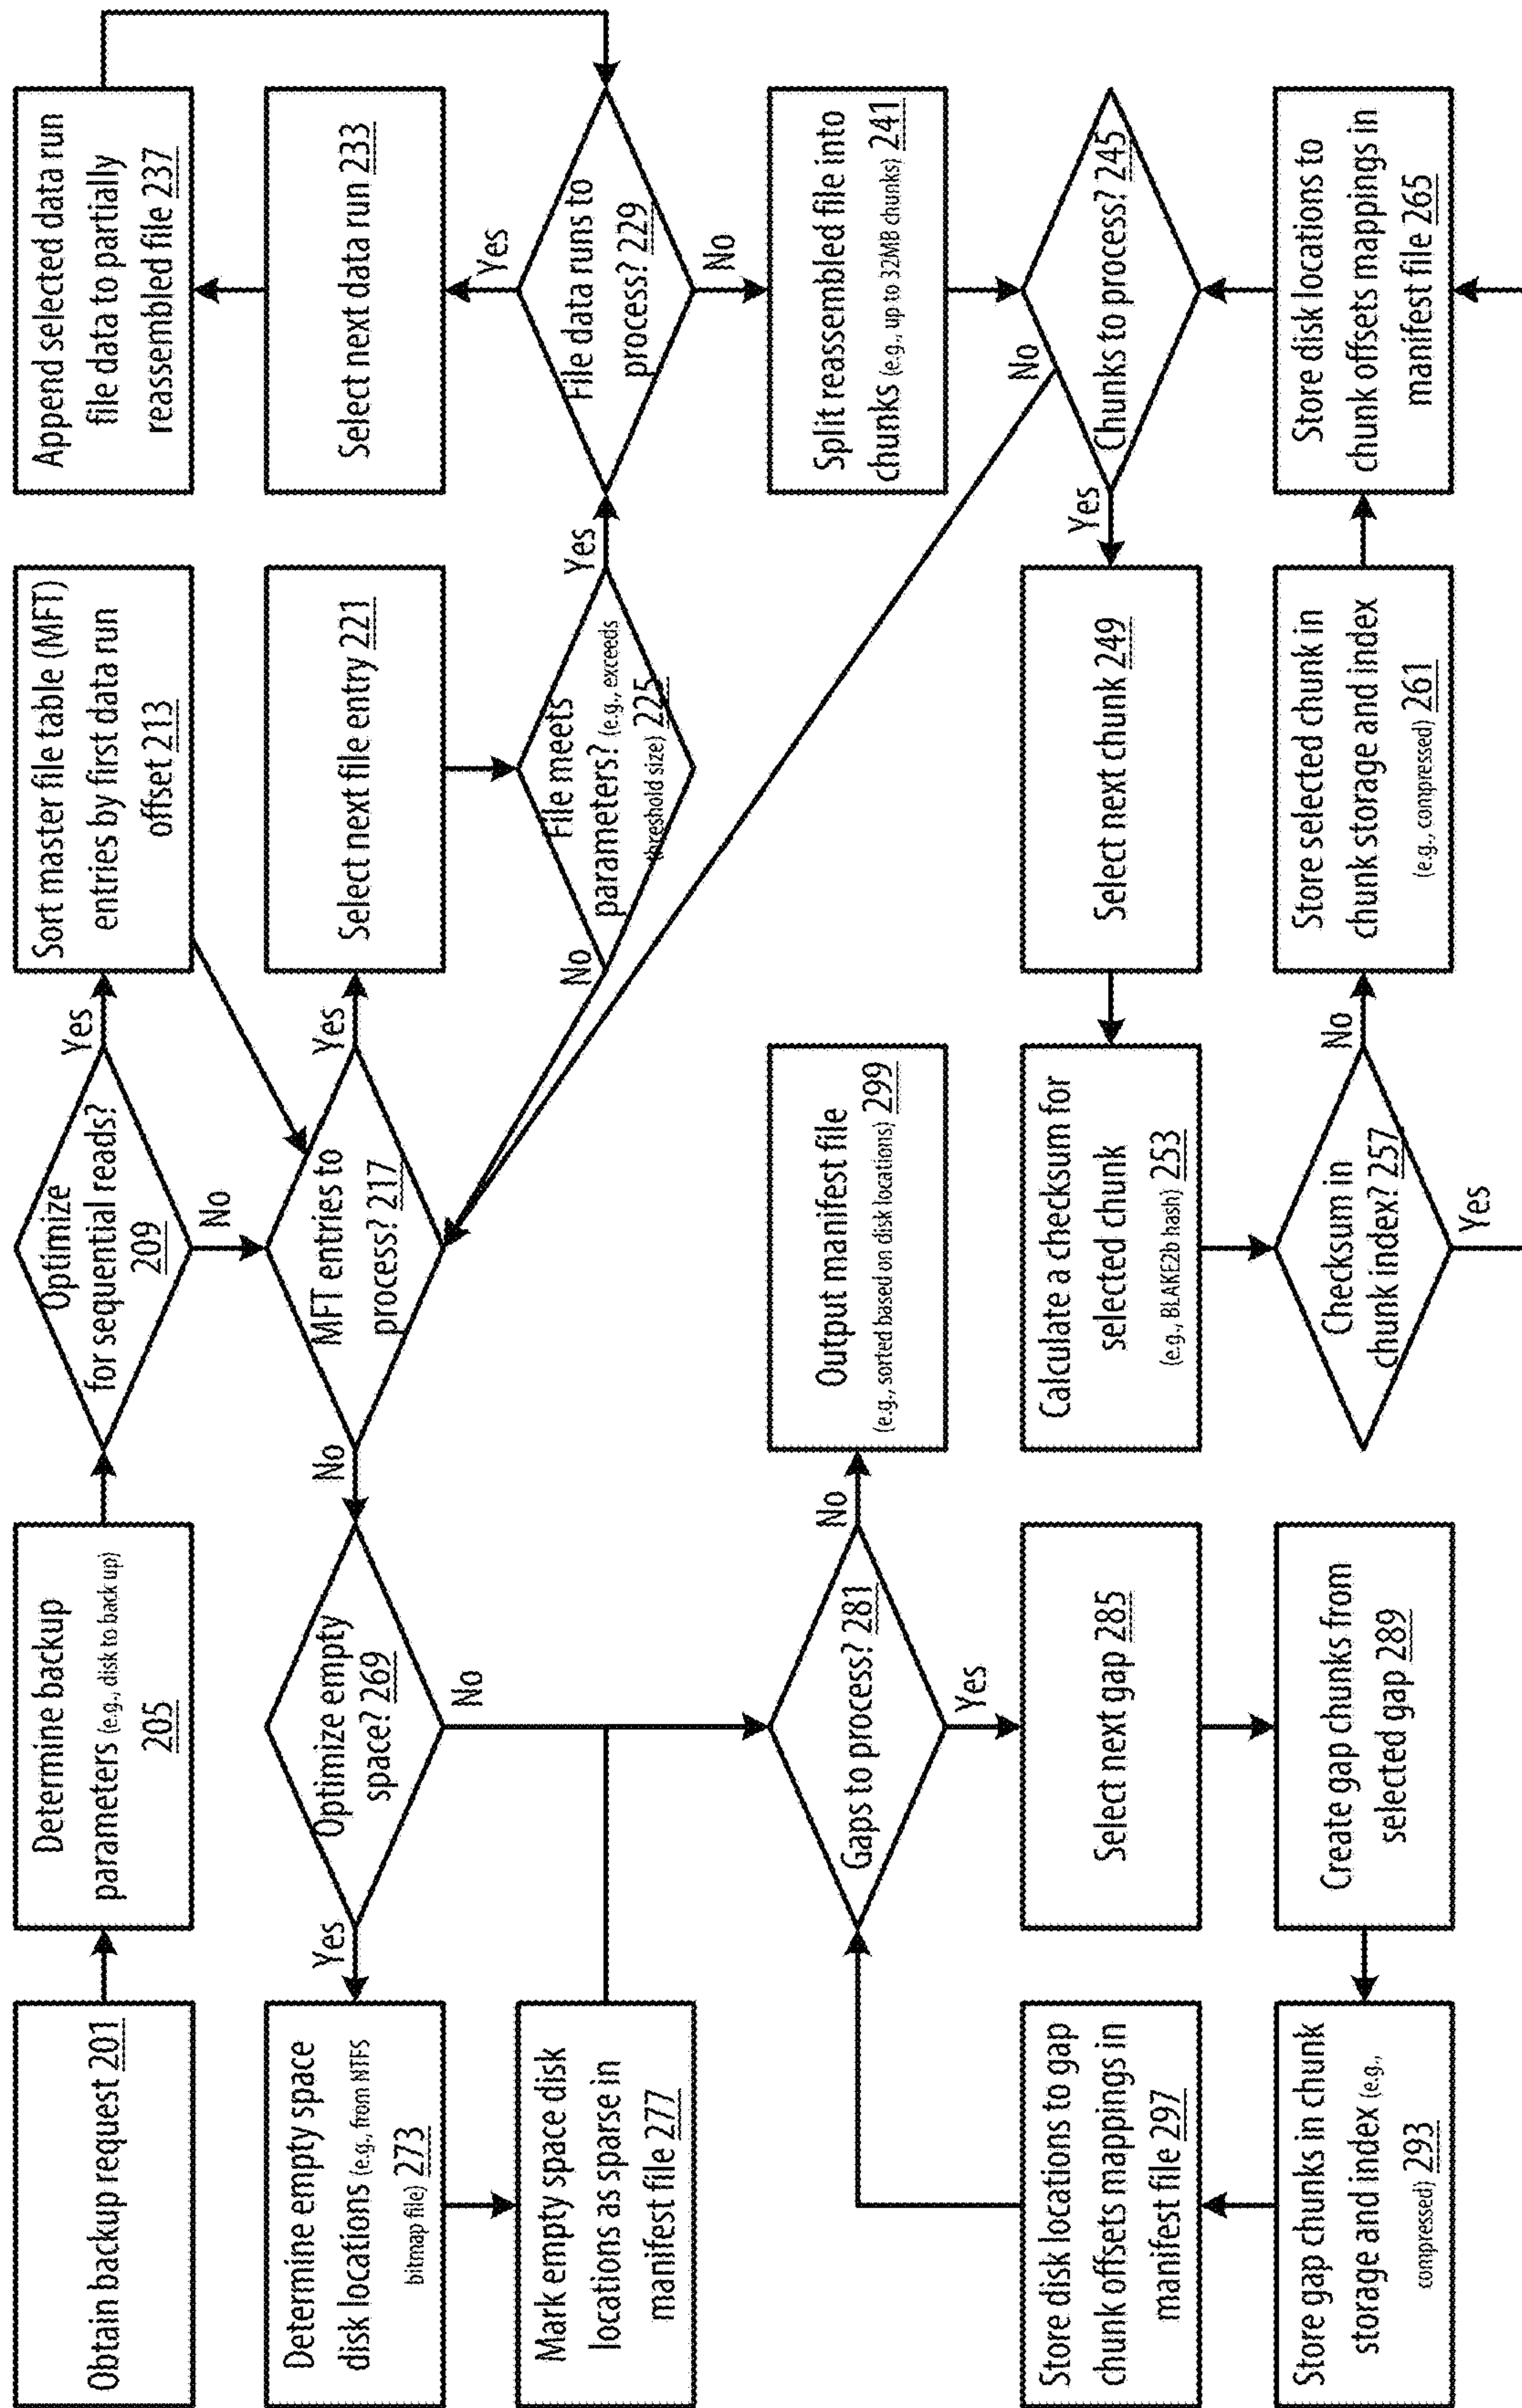 Obtain backup request 201
Determine backup
parameters (e.g., disk to back up)
205
Optimize
for sequential reads?
209
Yes
No
Sort master file table (MFT)
entries by first data run
offset 213
Append selected data run
file data to partially
reassembled file 237
Determine empty space
disk locations (e.g., from NTFS
bitmap file) 273
Yes
Optimize empty
space? 269
No
No
MFT entries to
process? 217
Yes
Select next file entry 221
Select next data run 233
Yes
Mark empty space disk
locations as sparse in
manifest file 277
No
File meets
parameters? (e.g., exceeds
threshold size) 225
Yes
File data runs to
process? 229
No
Gaps to process? 281
No
Yes
Output manifest file
(e.g., sorted based on disk locations) 299
Split reassembled file into
chunks (e.g., up to 32MB chunks) 241
No
Store disk locations to gap
chunk offsets mappings in
manifest file 297
Select next gap 285
Calculate a checksum for
selected chunk
(e.g., BLAKE2b hash) 253
Select next chunk 249
Yes
Chunks to process? 245
Store gap chunks in chunk
storage and index (e.g.,
compressed) 293
Create gap chunks from
selected gap 289
Checksum in
chunk index? 257
No
Yes
Store selected chunk in
chunk storage and index
(e.g., compressed) 261
Store disk locations to
chunk offsets mappings in
manifest file 265